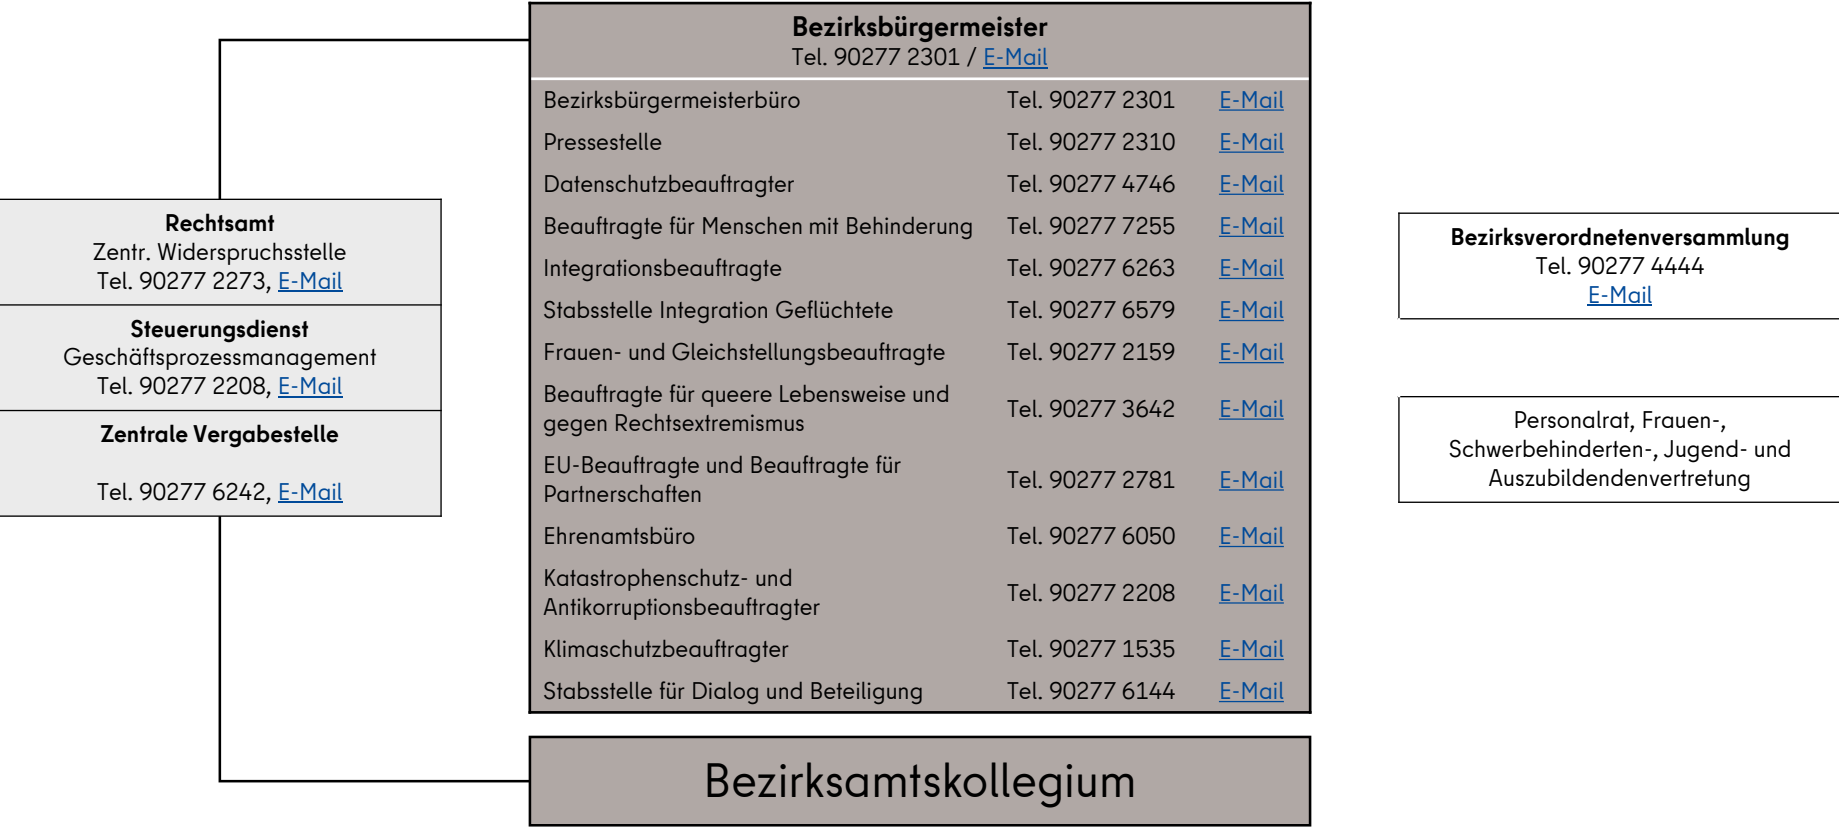 Bezirksbürgermeister
Tel. 90277 2301 / E-Mail
Bezirksbürgermeisterbüro Tel. 90277 2301 E-Mail
Pressestelle Tel. 90277 2310 E-Mail
Datenschutzbeauftragter Tel. 90277 4746 E-Mail
Beauftragte für Menschen mit Behinderung Tel. 90277 7255 E-Mail
Integrationsbeauftragte Tel. 90277 6263 E-Mail
Stabsstelle Integration Geflüchtete Tel. 90277 6579 E-Mail
Frauen- und Gleichstellungsbeauftragte Tel. 90277 2159 E-Mail
Beauftragte für queere Lebensweise und
gegen Rechtsextremismus Tel. 90277 3642 E-Mail
EU-Beauftragte und Beauftragte für
Partnerschaften Tel. 90277 2781 E-Mail
Ehrenamtsbüro Tel. 90277 6050 E-Mail
Katastrophenschutz- und
Antikorruptionsbeauftragter Tel. 90277 2208 E-Mail
Klimaschutzbeauftragter Tel. 90277 1535 E-Mail
Stabsstelle für Dialog und Beteiligung Tel. 90277 6144 E-Mail
Rechtsamt
Zentr. Widerspruchsstelle
Tel. 90277 2273, E-Mail
Steuerungsdienst
Geschäftsprozessmanagement
Tel. 90277 2208, E-Mail
Zentrale Vergabestelle
Tel. 90277 6242, E-Mail
Bezirksverordnetenversammlung
Tel. 90277 4444
E-Mail
Personalrat, Frauen-,
Schwerbehinderten-, Jugend- und
Auszubildendenvertretung
Bezirksamtskollegium